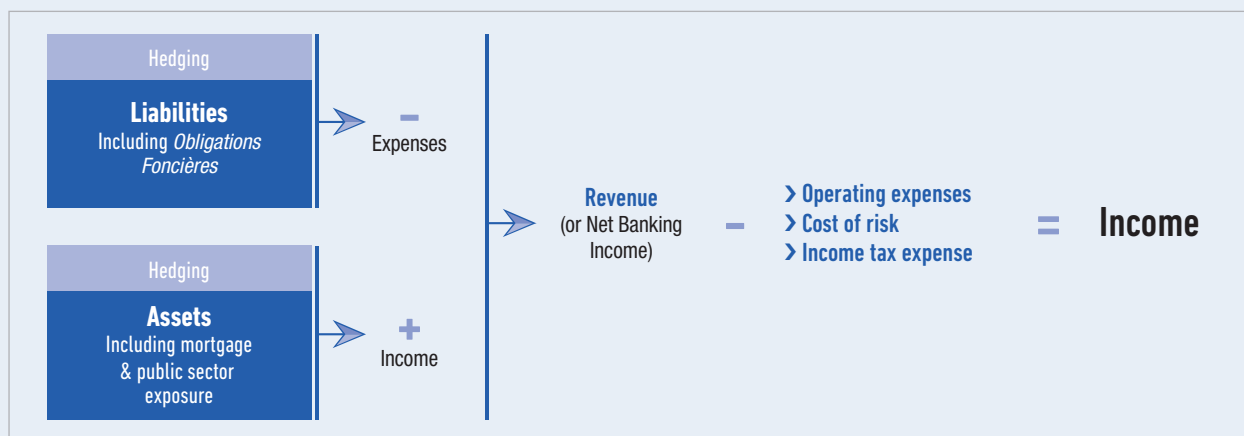 Hedging
Liabilities
Including Obligations
Foncières
−
Expenses
Hedging
Assets
Including mortgage
& public sector
exposure
+
Income
Revenue
(or Net Banking
Income)
−
› Operating expenses
› Cost of risk
› Income tax expense
=
Income